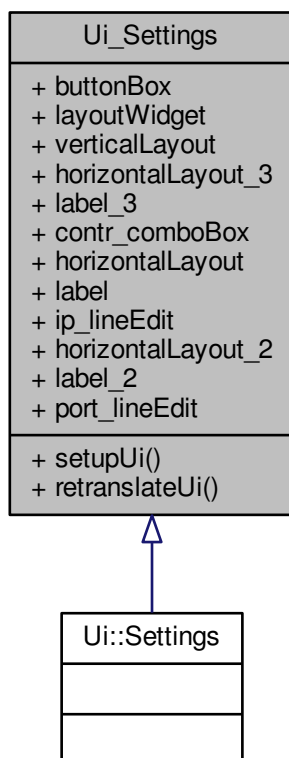 Ui_Settings
+ buttonBox
+ layoutWidget
+ verticalLayout
+ horizontalLayout_3
+ label_3
+ contr_comboBox
+ horizontalLayout
+ label
+ ip_lineEdit
+ horizontalLayout_2
+ label_2
+ port_lineEdit
+ setupUi()
+ retranslateUi()
Ui::Settings